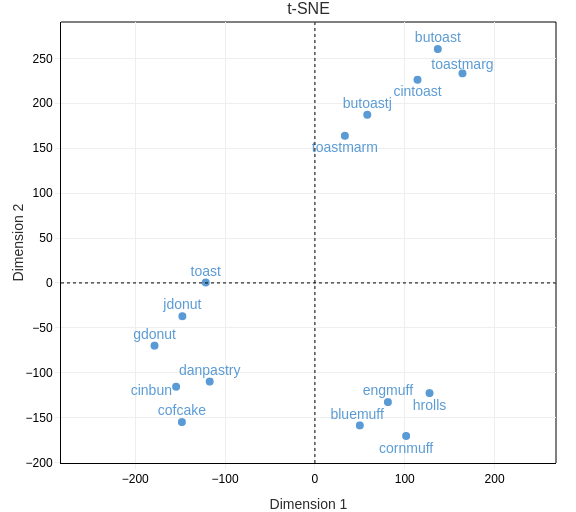 t-SNE
butoast
toastmarg
cintoast
butoastj
toastmarm
toast
jdonut
gdonut
danpastry
cinbun
cofcake
engmuff
hrolls
bluemuff
cornmuff
250
200
150
100
50
0
−50
−100
−150
−200
−200
−100
0
100
200
Dimension 2
Dimension 1